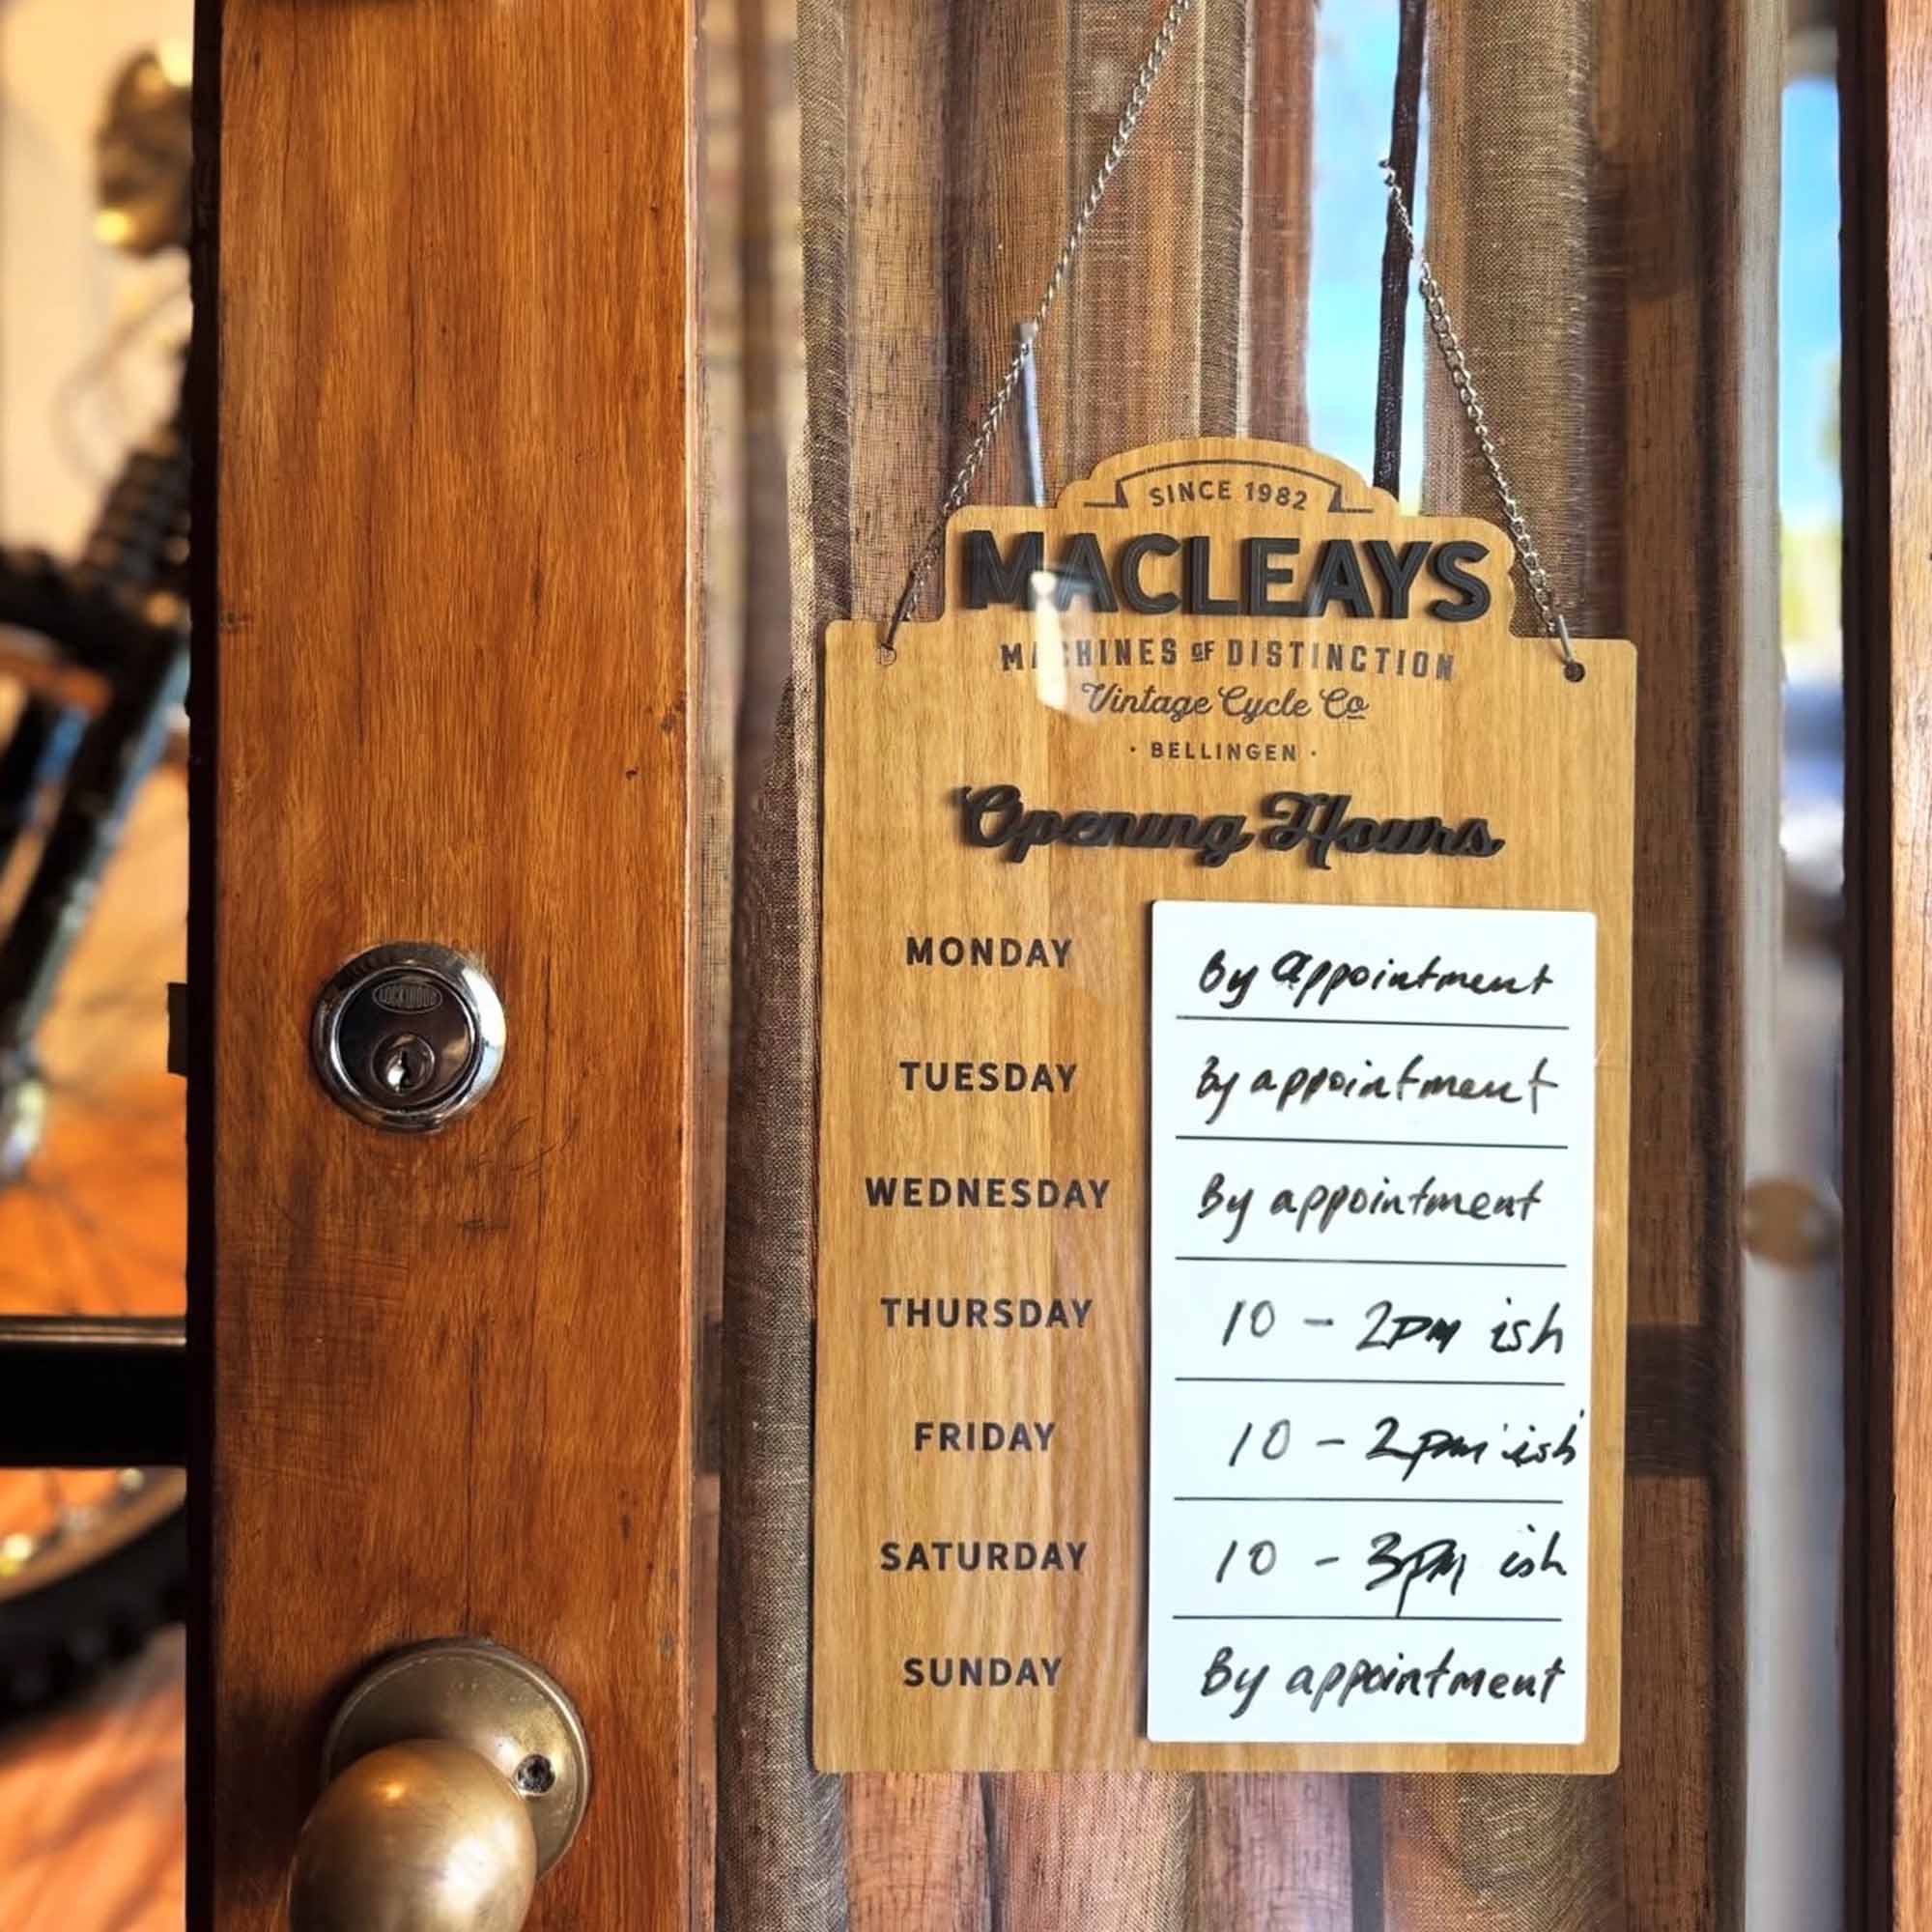 SINCE 1982
MACLEAYS
MACHINES OF DISTINCTION
Vintage Cycle Co
· BELLINGEN ·
Opening Hours
MONDAY By appointment
TUESDAY By appointment
WEDNESDAY By appointment
THURSDAY 10 - 2pm ish
FRIDAY 10 - 2pm 'ish'
SATURDAY 10 - 3pm ish
SUNDAY By appointment
LOCKWOOD